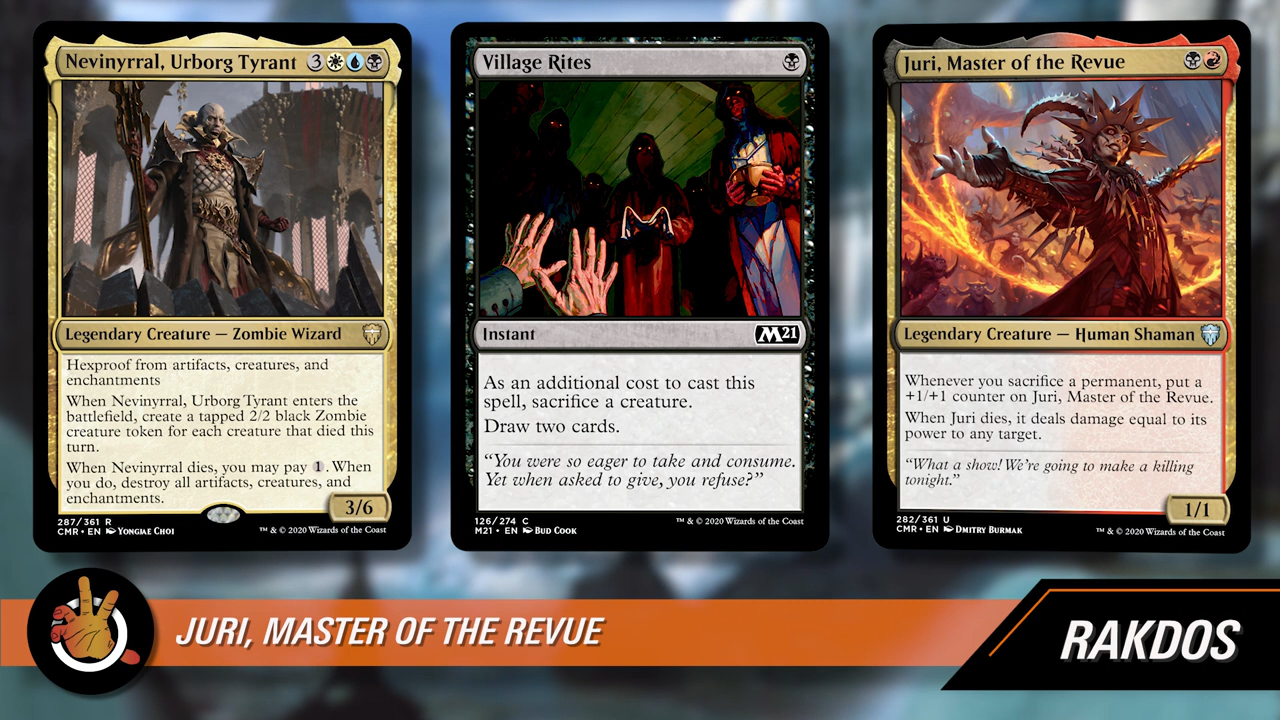 Nevinyrral, Urborg Tyrant 3
Legendary Creature — Zombie Wizard
Hexproof from artifacts, creatures, and
enchantments
When Nevinyrral, Urborg Tyrant enters the
battlefield, create a tapped 2/2 black Zombie
creature token for each creature that died this
turn.
When Nevinyrral dies, you may pay 1. When
you do, destroy all artifacts, creatures, and
enchantments.
3/6
287/361 R
CMR • EN Yongjae Choi
™ & © 2020 Wizards of the Coast
Village Rites
Instant
M21
As an additional cost to cast this
spell, sacrifice a creature.
Draw two cards.
“You were so eager to take and consume.
Yet when asked to give, you refuse?”
126/274 C
M21 • EN Bud Cook
™ & © 2020 Wizards of the Coast
Juri, Master of the Revue
Legendary Creature — Human Shaman
Whenever you sacrifice a permanent, put a
+1/+1 counter on Juri, Master of the Revue.
When Juri dies, it deals damage equal to its
power to any target.
“What a show! We’re going to make a killing
tonight.”
1/1
282/361 U
CMR • EN Dmitry Burmak
™ & © 2020 Wizards of the Coast
JURI, MASTER OF THE REVUE
RAKDOS